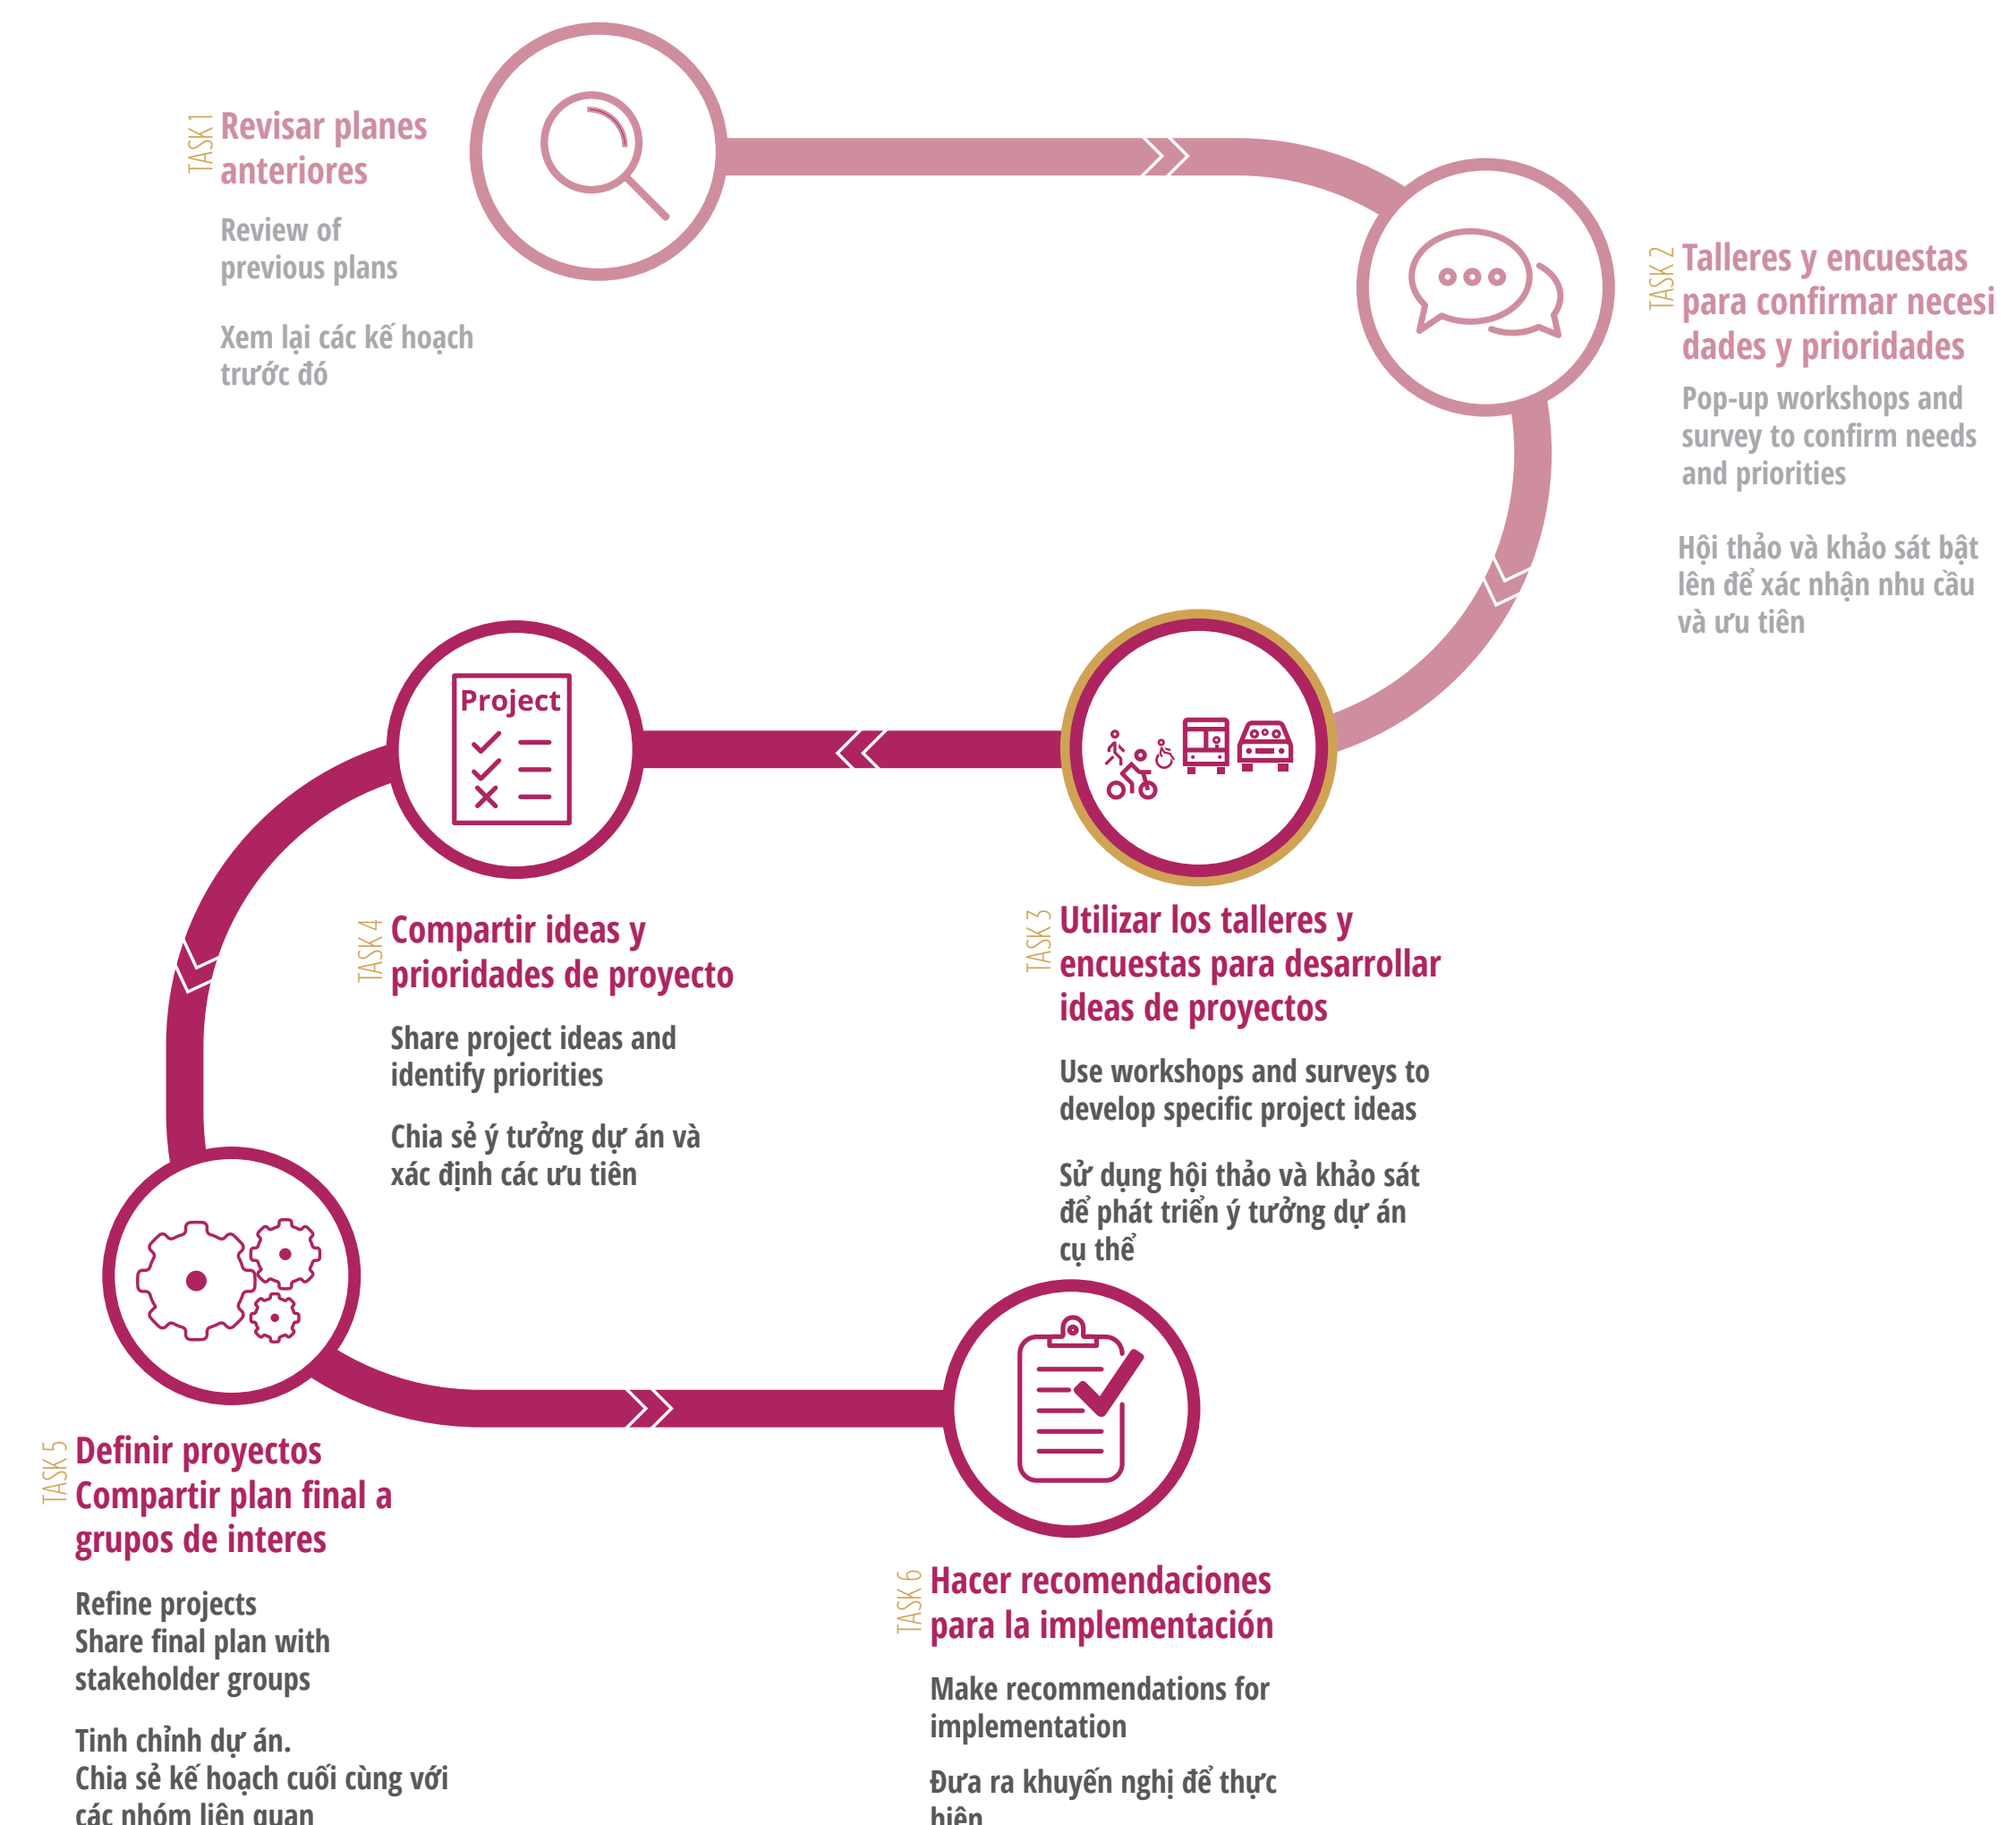 TASK 1
Revisar planes
anteriores
Review of
previous plans
Xem lại các kế hoạch
trước đó
TASK 2
Talleres y encuestas
para confirmar necesi
dades y prioridades
Pop-up workshops and
survey to confirm needs
and priorities
Hội thảo và khảo sát bật
lên để xác nhận nhu cầu
và ưu tiên
TASK 3
Utilizar los talleres y
encuestas para desarrollar
ideas de proyectos
Use workshops and surveys to
develop specific project ideas
Sử dụng hội thảo và khảo sát
để phát triển ý tưởng dự án
cụ thể
Project
TASK 4
Compartir ideas y
prioridades de proyecto
Share project ideas and
identify priorities
Chia sẻ ý tưởng dự án và
xác định các ưu tiên
TASK 5
Definir proyectos
Compartir plan final a
grupos de interes
Refine projects
Share final plan with
stakeholder groups
Tinh chỉnh dự án.
Chia sẻ kế hoạch cuối cùng với
các nhóm liên quan
TASK 6
Hacer recomendaciones
para la implementación
Make recommendations for
implementation
Đưa ra khuyến nghị để thực
hiện